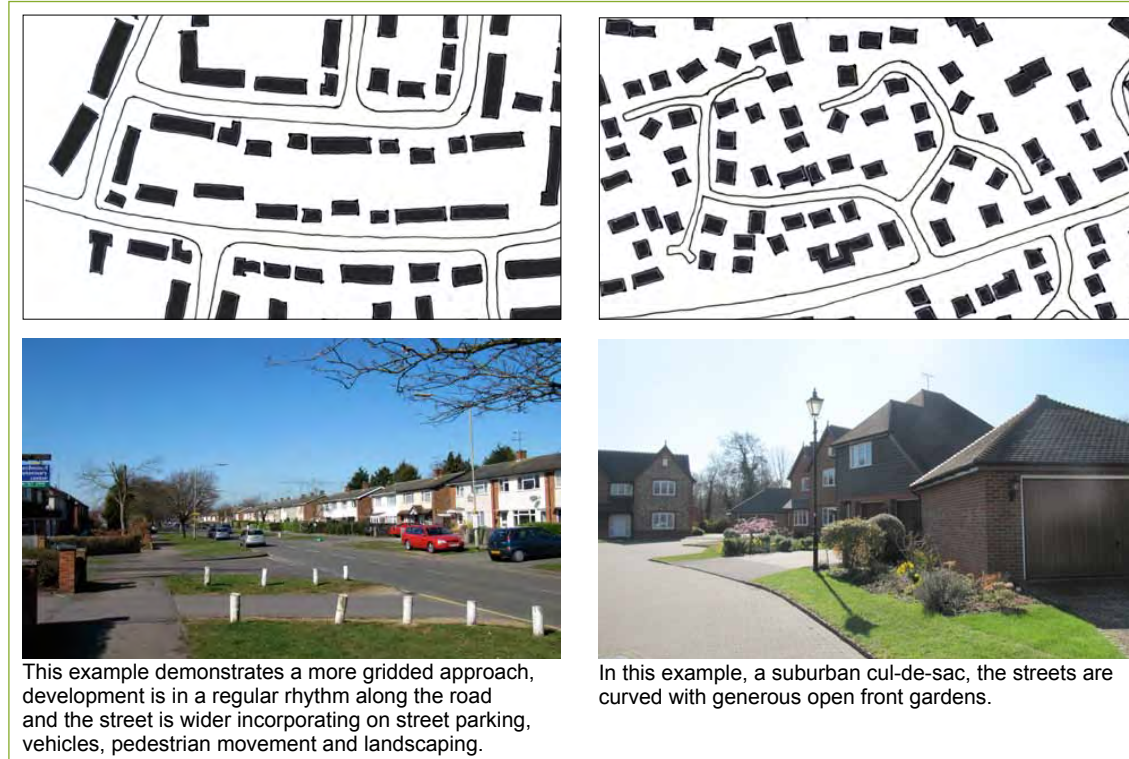 This example demonstrates a more gridded approach,
development is in a regular rhythm along the road
and the street is wider incorporating on street parking,
vehicles, pedestrian movement and landscaping.
In this example, a suburban cul-de-sac, the streets are
curved with generous open front gardens.